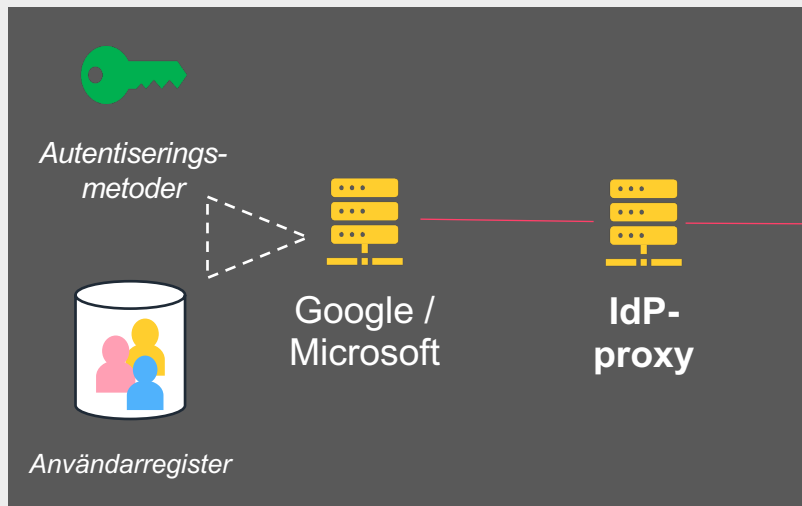 Autentiserings-
metoder
Google /
Microsoft
IdP-
proxy
Användarregister